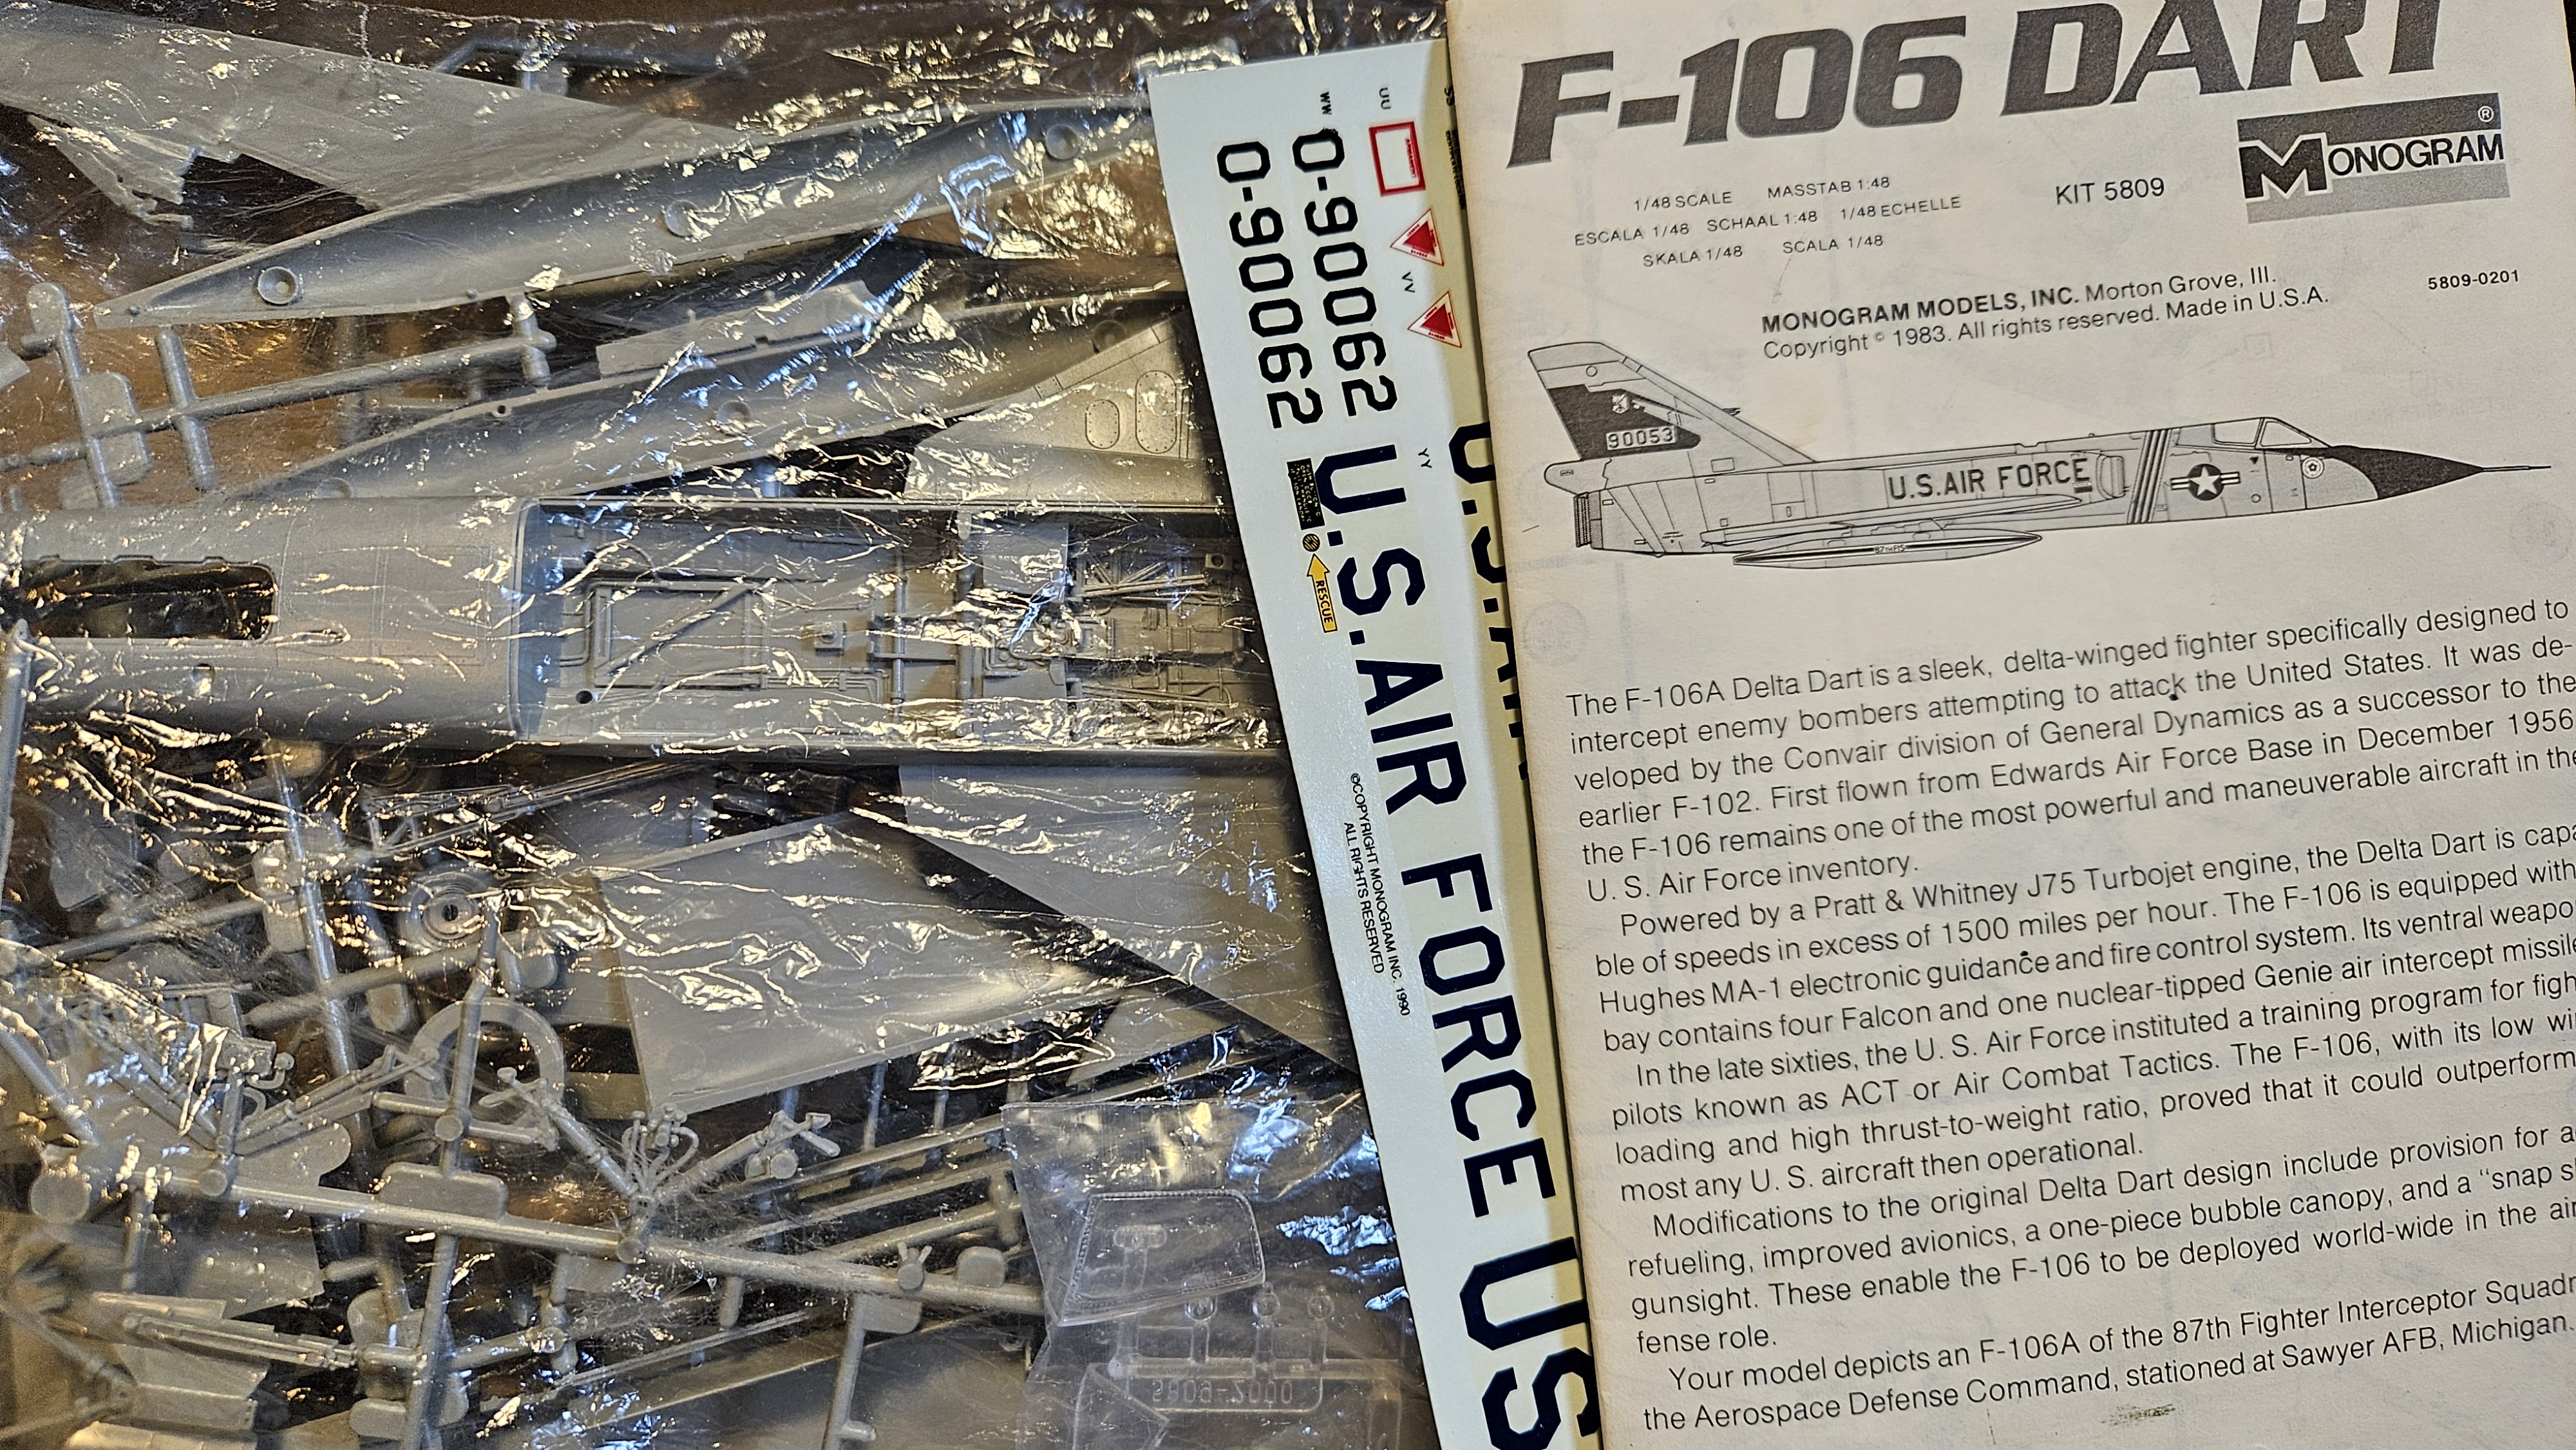 WW
UU
0-90062
0-90062
VV
YY
RESCUE
U.S.AIR FORCE
US
U.S.AIR
©COPYRIGHT MONOGRAM INC. 1990
ALL RIGHTS RESERVED
5809-2000
F-106 DART
MONOGRAM ®
1/48 SCALE MASSTAB 1:48
ESCALA 1/48 SCHAAL 1:48 1/48 ECHELLE
SKALA 1/48 SCALA 1/48
KIT 5809
MONOGRAM MODELS, INC. Morton Grove, Ill.
Copyright © 1983. All rights reserved. Made in U.S.A.
5809-0201
90053
U.S.AIR FORCE
87TH FIS
The F-106A Delta Dart is a sleek, delta-winged fighter specifically designed to
intercept enemy bombers attempting to attack the United States. It was de-
veloped by the Convair division of General Dynamics as a successor to the
earlier F-102. First flown from Edwards Air Force Base in December 1956
the F-106 remains one of the most powerful and maneuverable aircraft in the
U. S. Air Force inventory.
Powered by a Pratt & Whitney J75 Turbojet engine, the Delta Dart is capa
ble of speeds in excess of 1500 miles per hour. The F-106 is equipped with
Hughes MA-1 electronic guidance and fire control system. Its ventral weapo
bay contains four Falcon and one nuclear-tipped Genie air intercept missile
In the late sixties, the U. S. Air Force instituted a training program for figh
pilots known as ACT or Air Combat Tactics. The F-106, with its low wi
loading and high thrust-to-weight ratio, proved that it could outperform
most any U. S. aircraft then operational.
Modifications to the original Delta Dart design include provision for a
refueling, improved avionics, a one-piece bubble canopy, and a "snap s
gunsight. These enable the F-106 to be deployed world-wide in the air
fense role.
Your model depicts an F-106A of the 87th Fighter Interceptor Squadr
the Aerospace Defense Command, stationed at Sawyer AFB, Michigan.